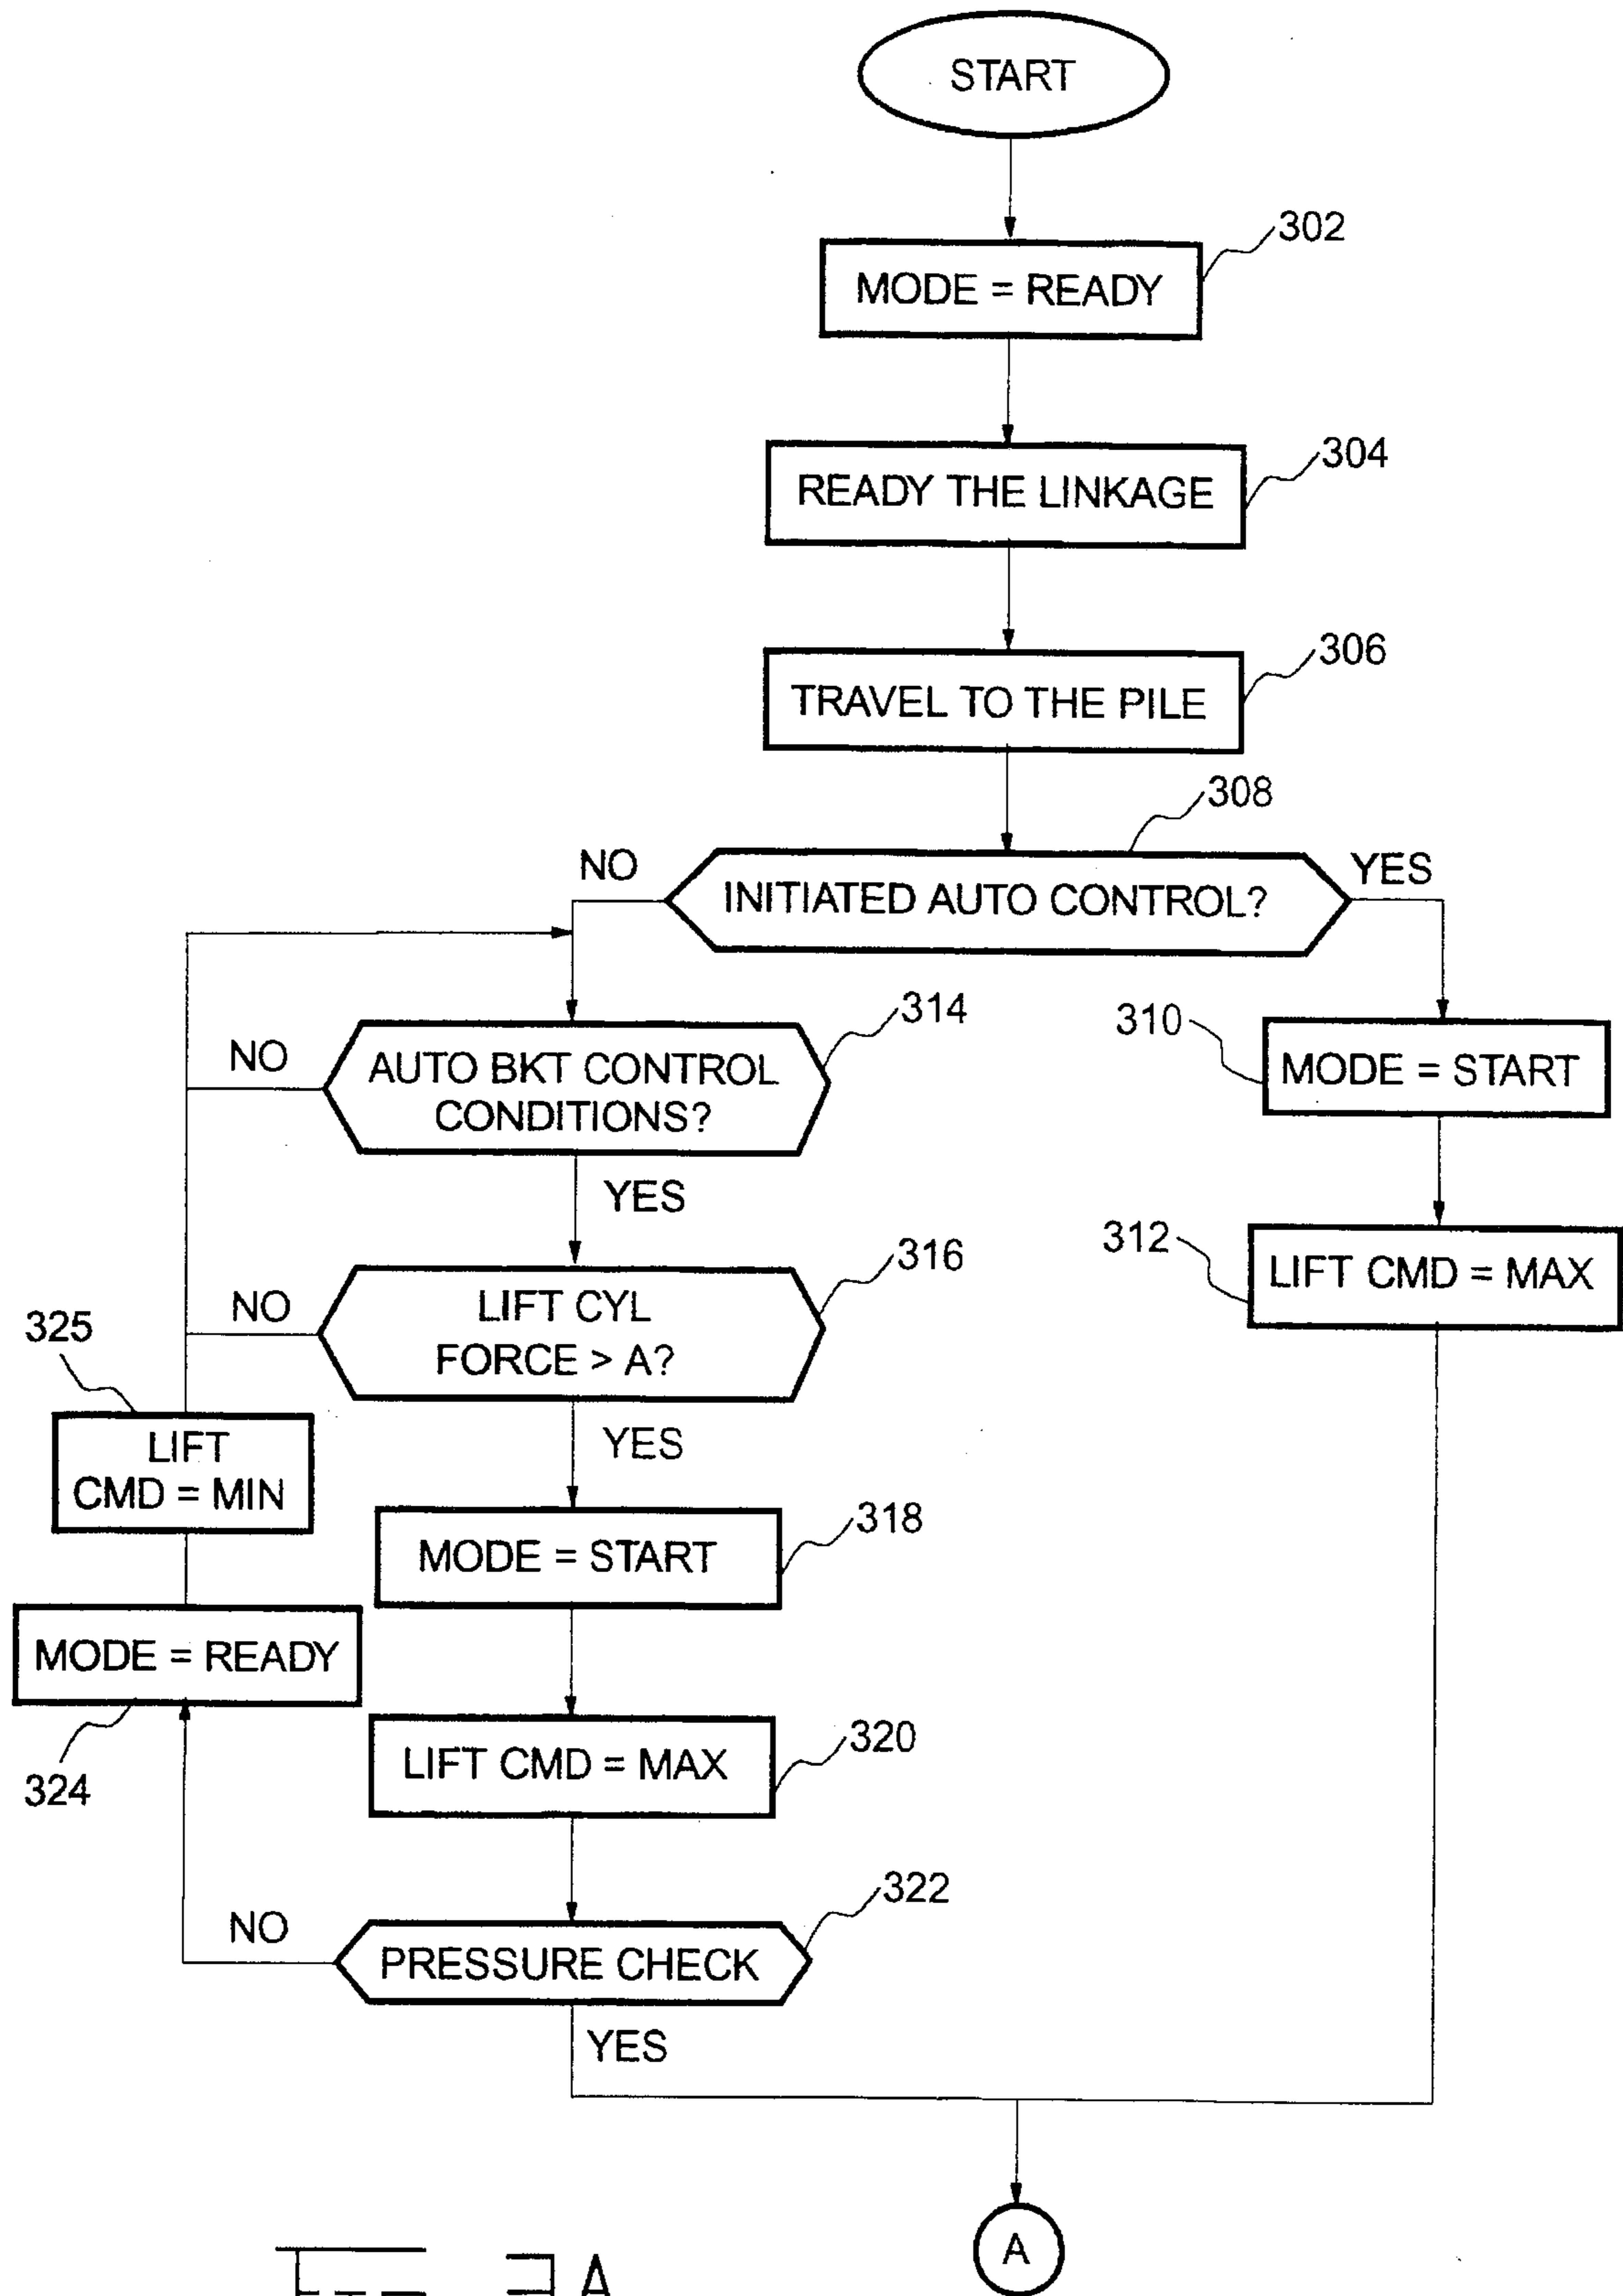 START
302
MODE = READY
304
READY THE LINKAGE
306
TRAVEL TO THE PILE
308
NO
INITIATED AUTO CONTROL?
YES
314
NO
AUTO BKT CONTROL
CONDITIONS?
310
MODE = START
YES
316
312
LIFT CMD = MAX
NO
LIFT CYL
FORCE > A?
325
LIFT
CMD = MIN
YES
318
MODE = START
MODE = READY
324
320
LIFT CMD = MAX
322
NO
PRESSURE CHECK
YES
A